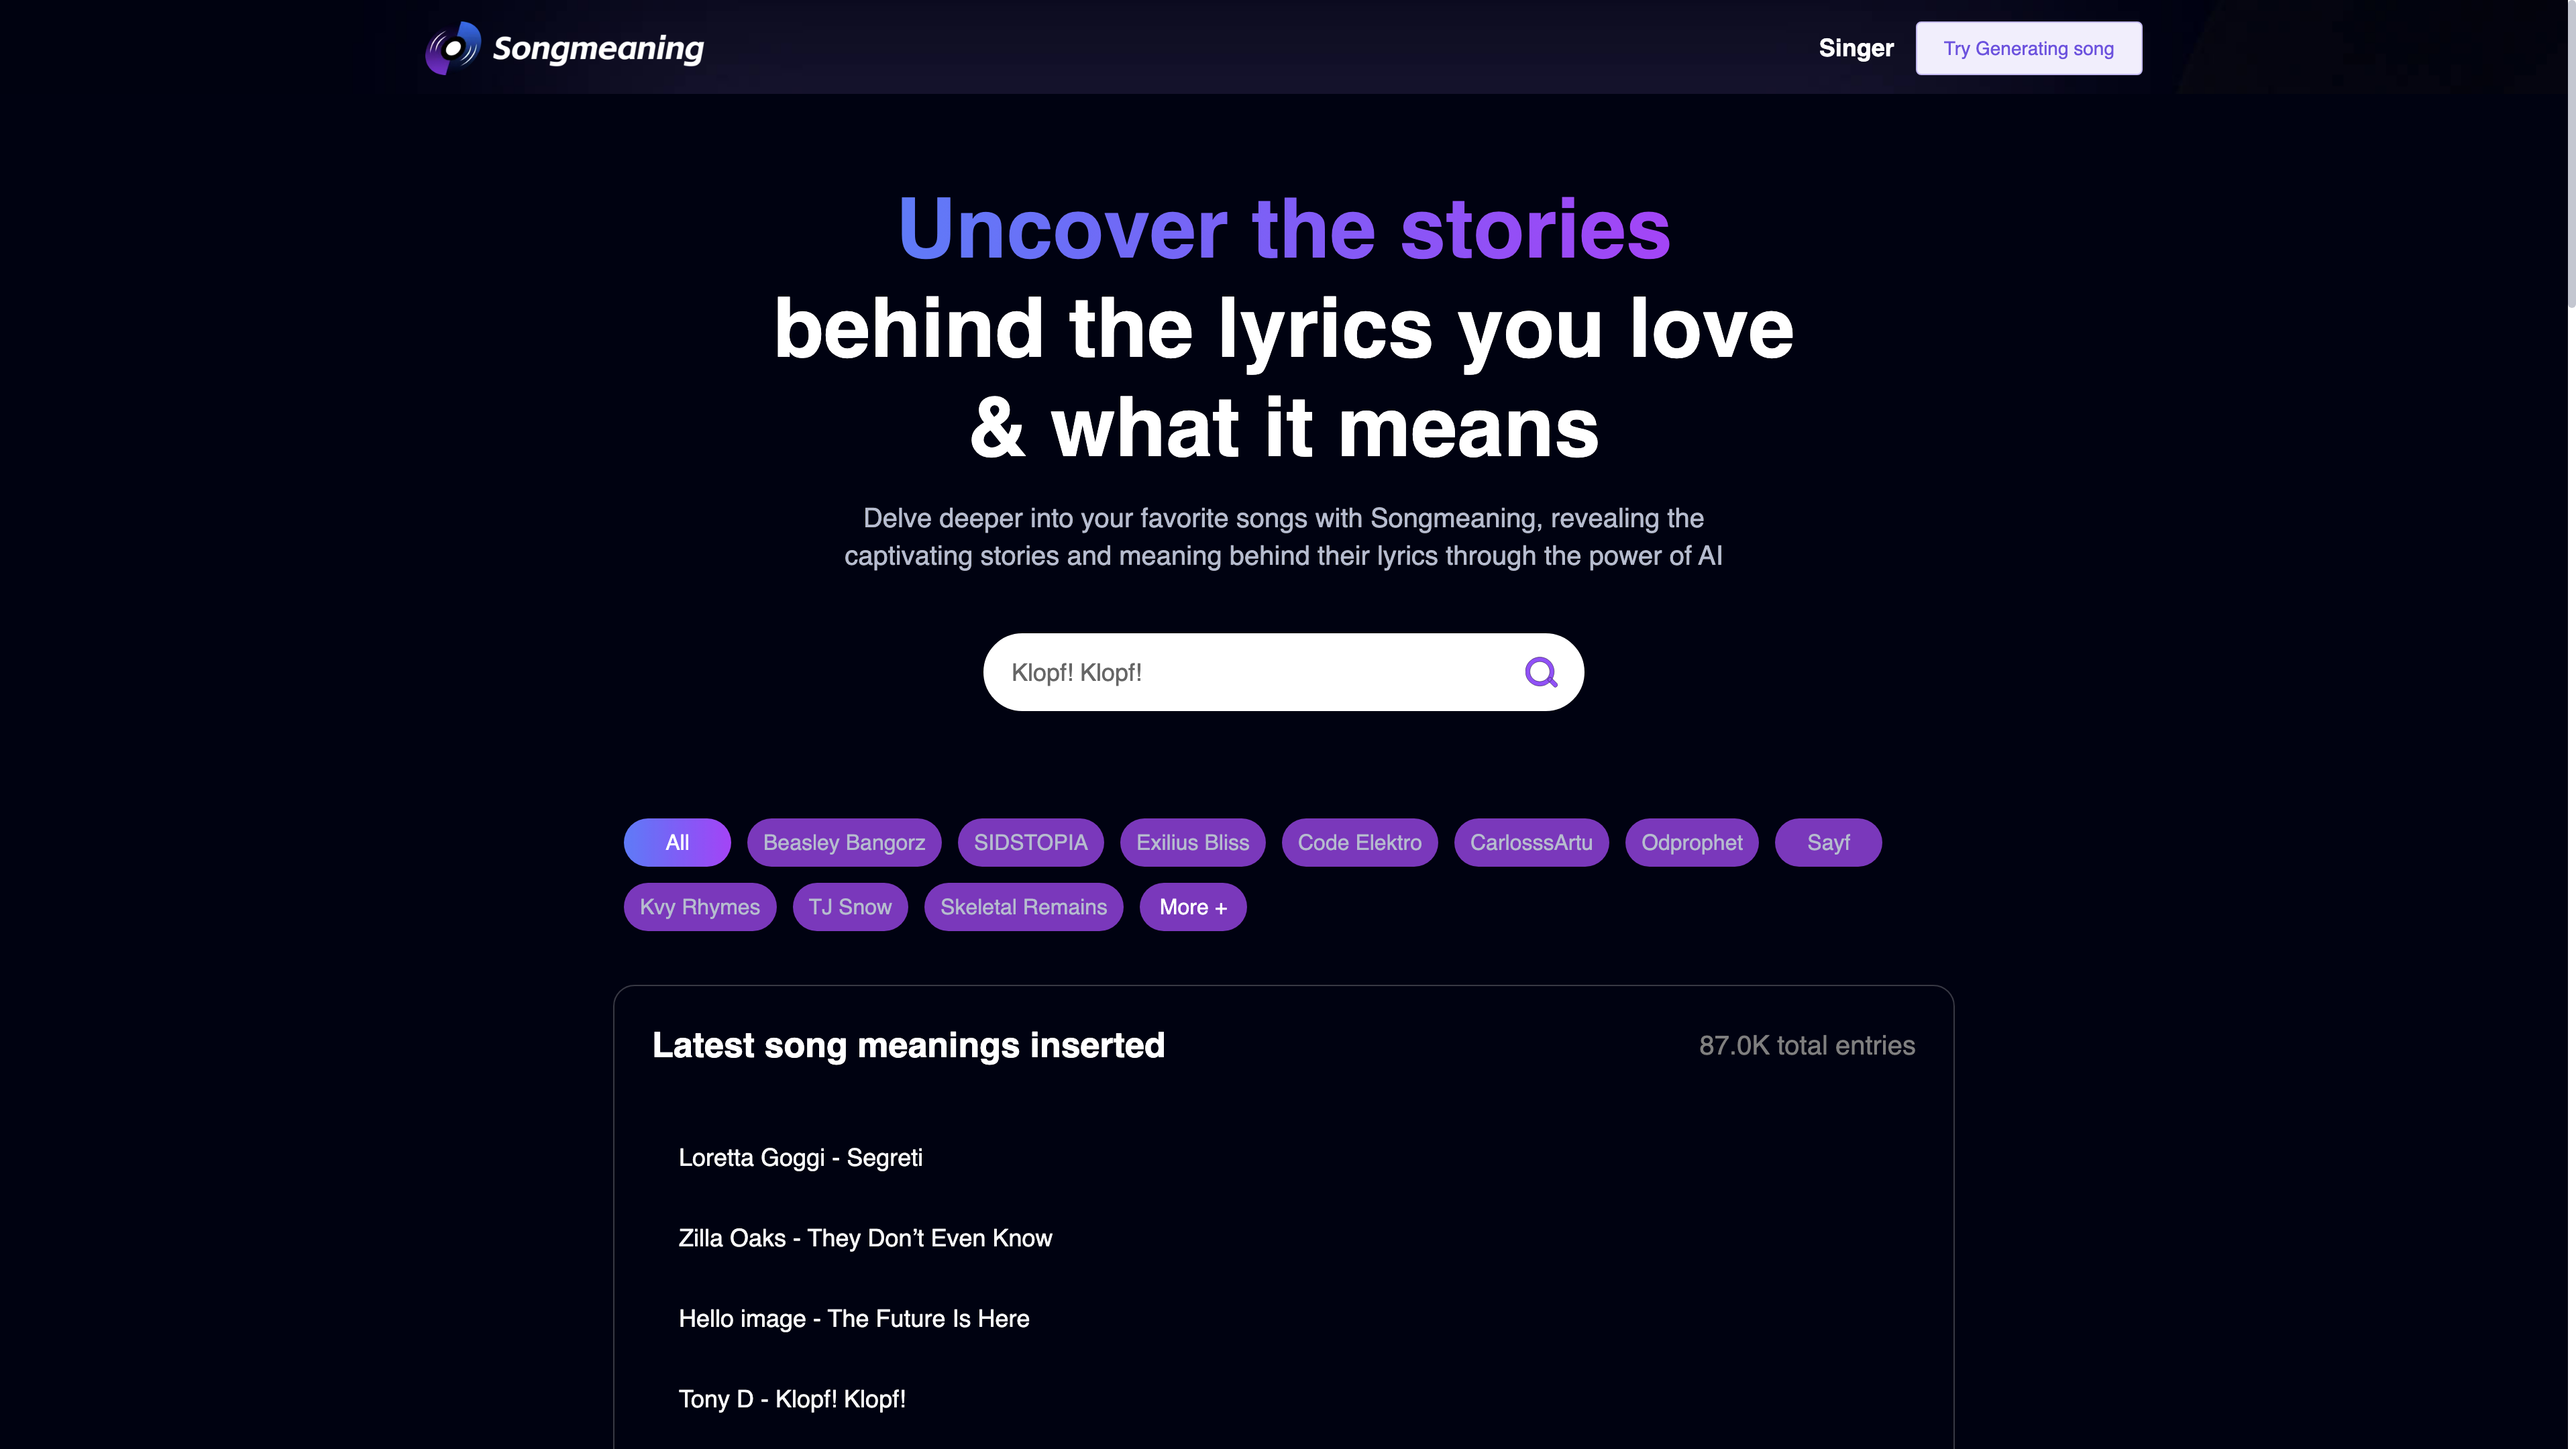 Songmeaning
Singer
Try Generating song
Uncover the stories
behind the lyrics you love
& what it means
Delve deeper into your favorite songs with Songmeaning, revealing the
captivating stories and meaning behind their lyrics through the power of AI
Klopf! Klopf!
All
Beasley Bangorz
SIDSTOPIA
Exilius Bliss
Code Elektro
CarlosssArtu
Odprophet
Sayf
Kvy Rhymes
TJ Snow
Skeletal Remains
More +
Latest song meanings inserted
87.0K total entries
Loretta Goggi - Segreti
Zilla Oaks - They Don’t Even Know
Hello image - The Future Is Here
Tony D - Klopf! Klopf!